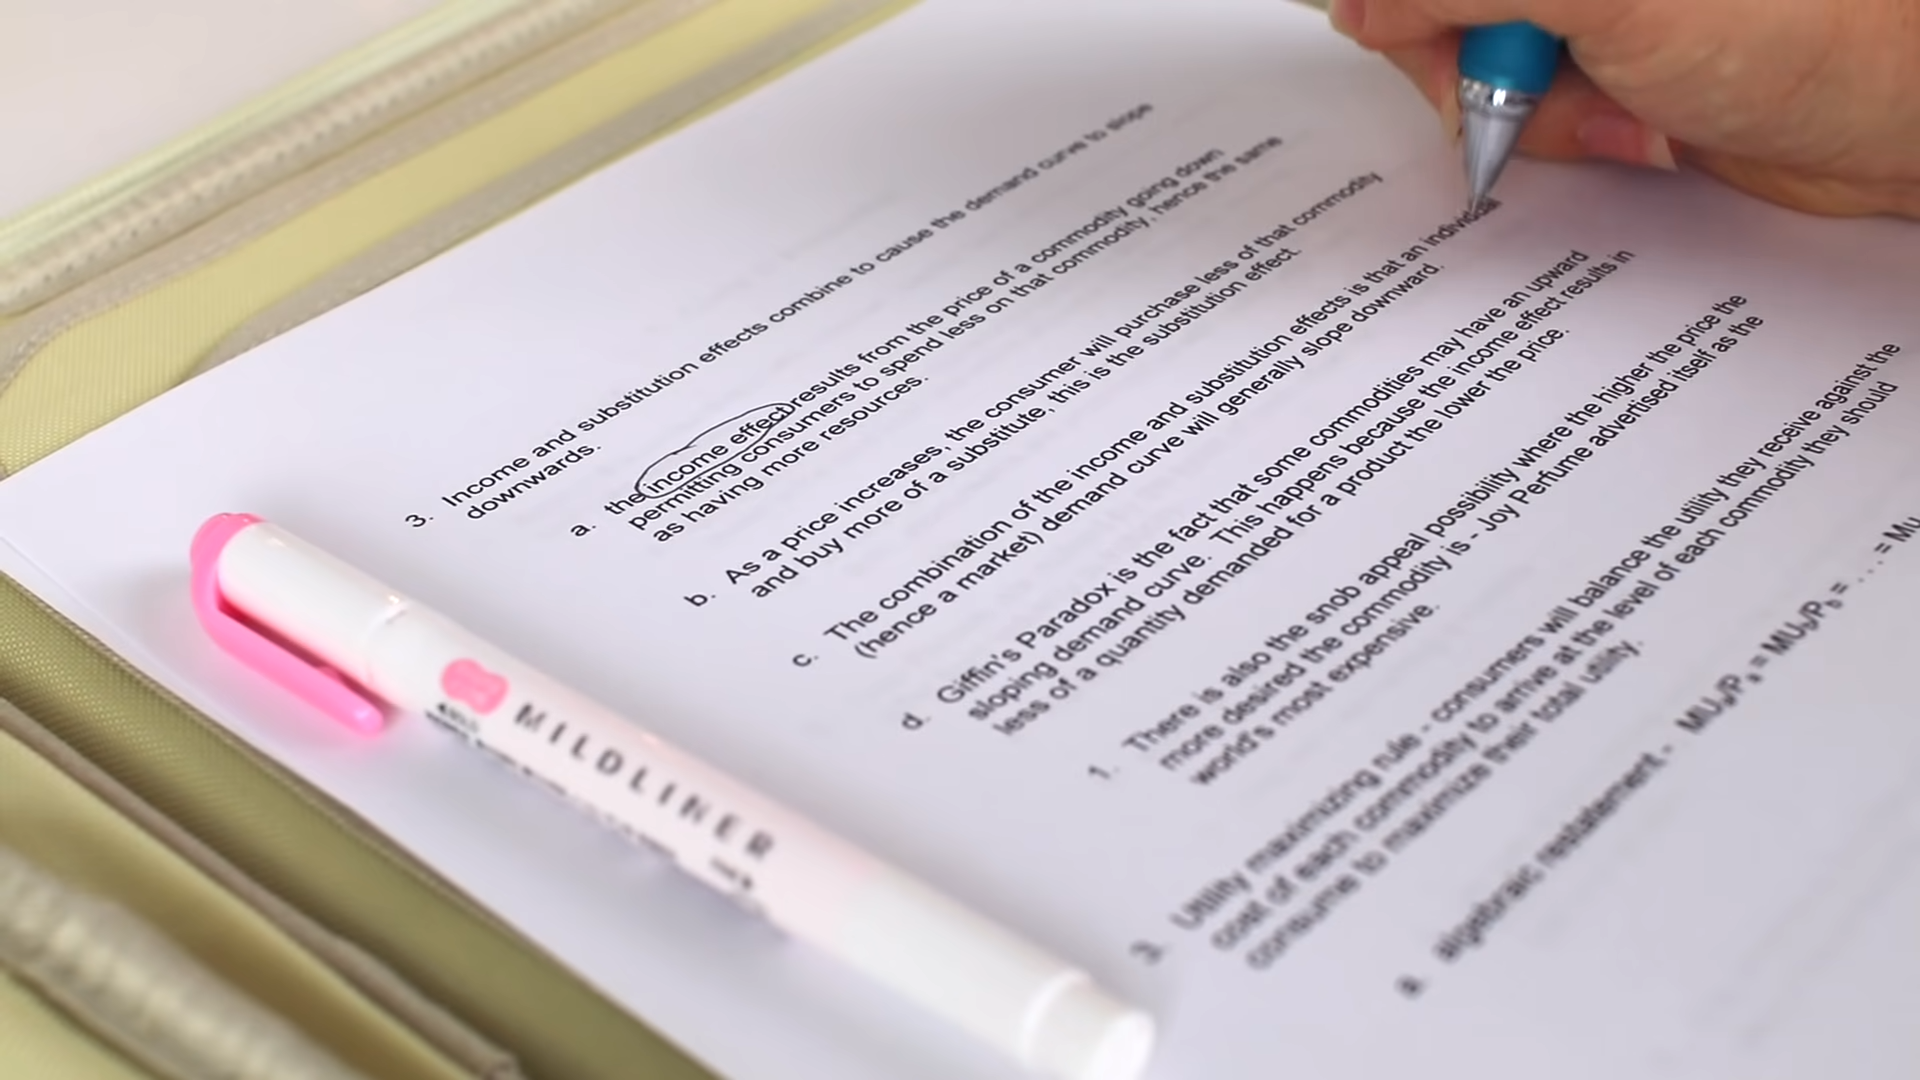 3. Income and substitution effects combine to cause the demand curve to slope
downwards.
a. the income effect results from the price of a commodity going down
permitting consumers to spend less on that commodity, hence the same
as having more resources.
b. As a price increases, the consumer will purchase less of that commodity
and buy more of a substitute, this is the substitution effect.
c. The combination of the income and substitution effects is that an individual
(hence a market) demand curve will generally slope downward.
d. Giffin's Paradox is the fact that some commodities may have an upward
sloping demand curve. This happens because the income effect results in
less of a quantity demanded for a product the lower the price.
1. There is also the snob appeal possibility where the higher the price the
more desired the commodity is - Joy Perfume advertised itself as the
world's most expensive.
3. Utility maximizing rule - consumers will balance the utility they receive against the
cost of each commodity to arrive at the level of each commodity they should
consume to maximize their total utility.
a. algebraic restatement -
MILDLINER